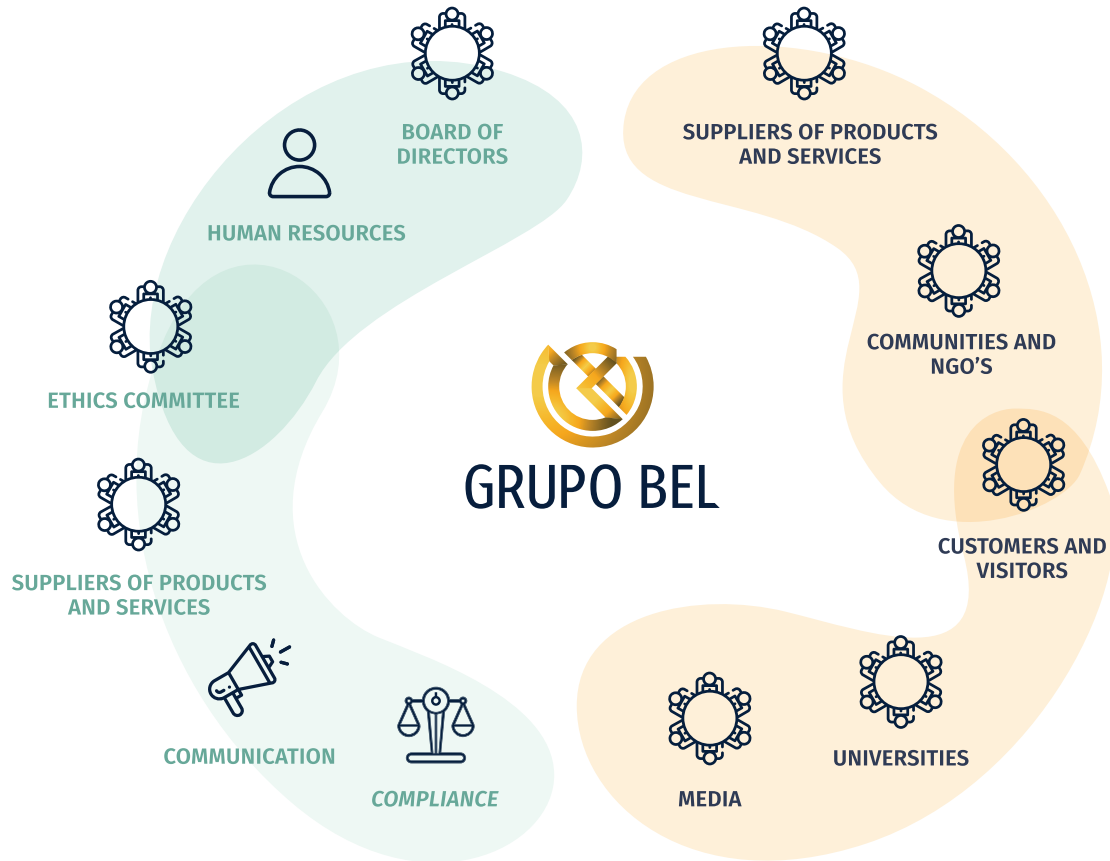 BOARD OF
DIRECTORS
HUMAN RESOURCES
ETHICS COMMITTEE
SUPPLIERS OF PRODUCTS
AND SERVICES
COMMUNICATION
COMPLIANCE
GRUPO BEL
SUPPLIERS OF PRODUCTS
AND SERVICES
COMMUNITIES AND
NGO'S
CUSTOMERS AND
VISITORS
UNIVERSITIES
MEDIA